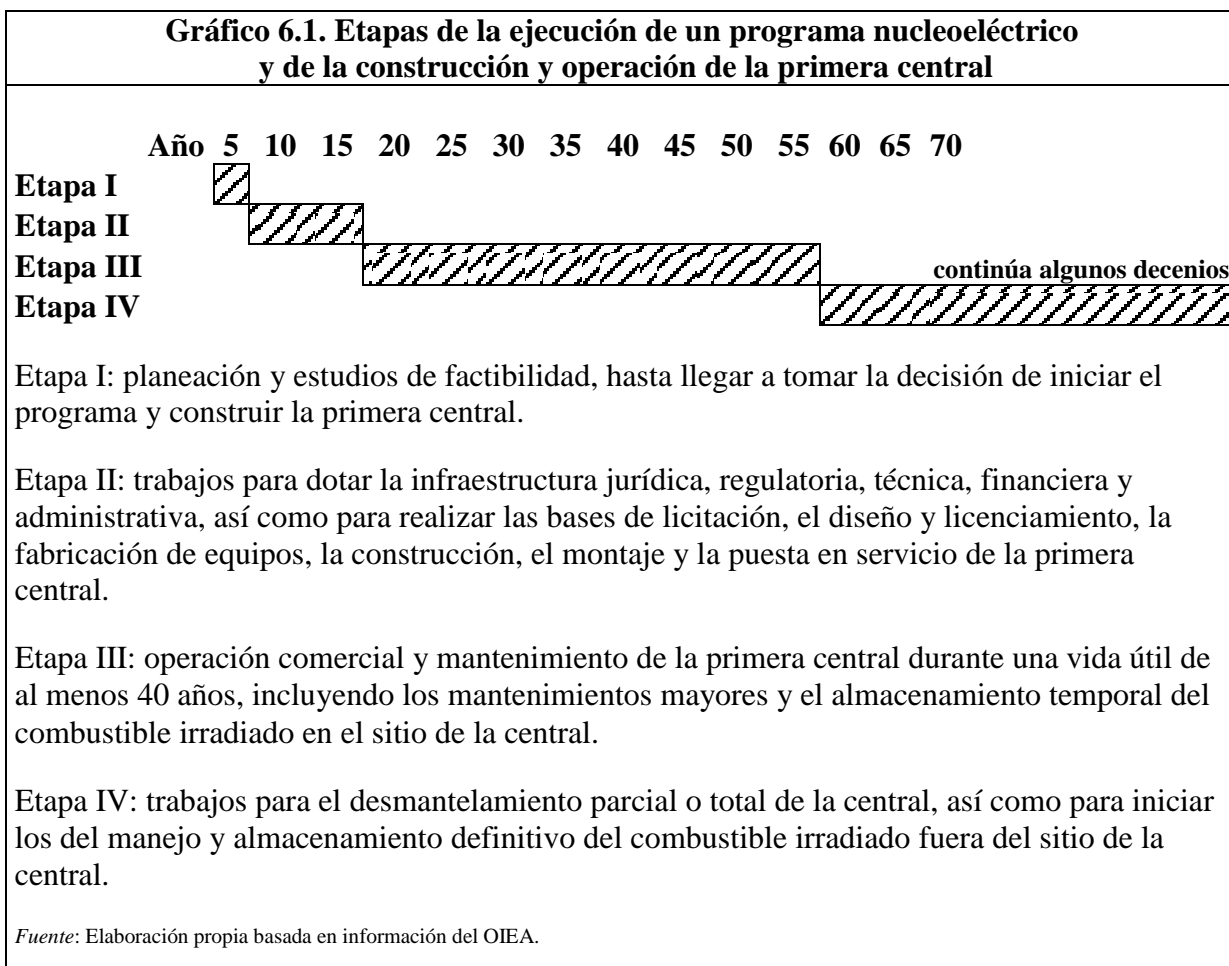 Gráfico 6.1. Etapas de la ejecución de un programa nucleoeléctrico
y de la construcción y operación de la primera central
Año 5 10 15 20 25 30 35 40 45 50 55 60 65 70
Etapa I
Etapa II
Etapa III continúa algunos decenios
Etapa IV
Etapa I: planeación y estudios de factibilidad, hasta llegar a tomar la decisión de iniciar el
programa y construir la primera central.
Etapa II: trabajos para dotar la infraestructura jurídica, regulatoria, técnica, financiera y
administrativa, así como para realizar las bases de licitación, el diseño y licenciamiento, la
fabricación de equipos, la construcción, el montaje y la puesta en servicio de la primera
central.
Etapa III: operación comercial y mantenimiento de la primera central durante una vida útil de
al menos 40 años, incluyendo los mantenimientos mayores y el almacenamiento temporal del
combustible irradiado en el sitio de la central.
Etapa IV: trabajos para el desmantelamiento parcial o total de la central, así como para iniciar
los del manejo y almacenamiento definitivo del combustible irradiado fuera del sitio de la
central.
Fuente: Elaboración propia basada en información del OIEA.